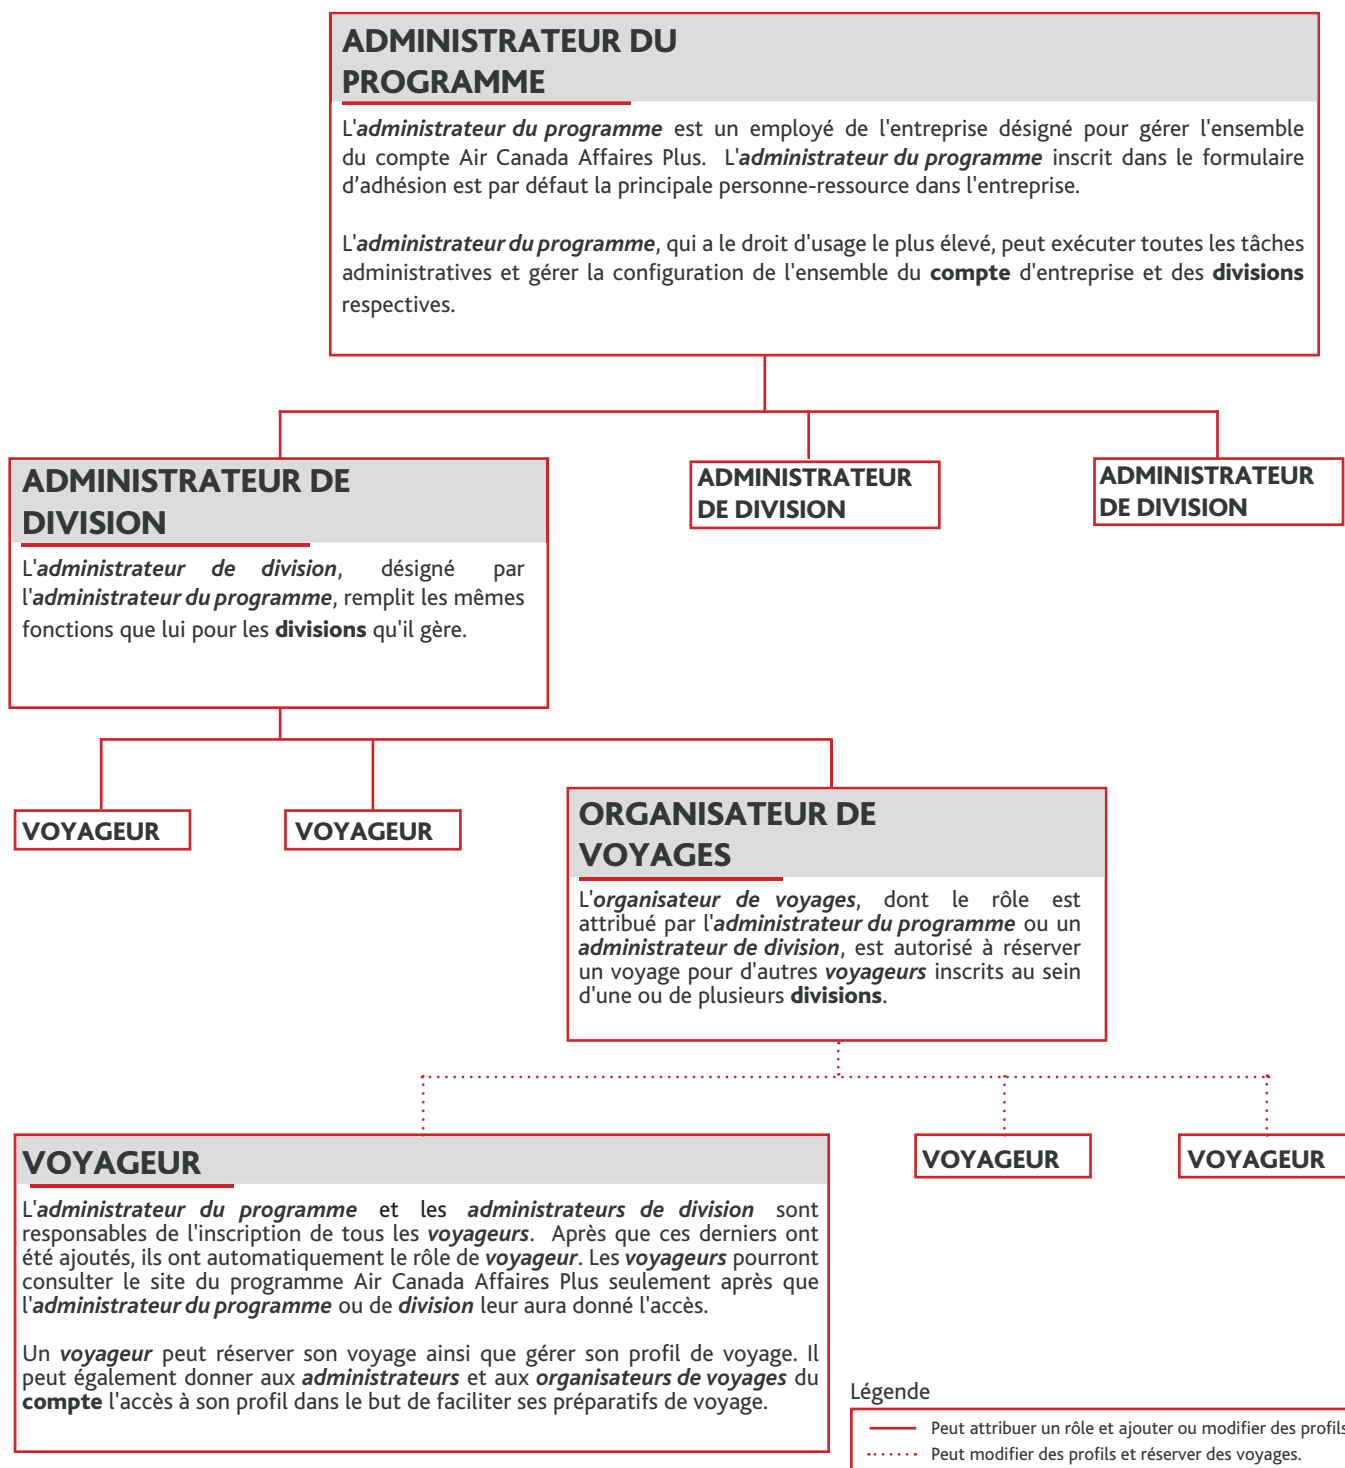 ADMINISTRATEUR DU
PROGRAMME
L'administrateur du programme est un employé de l'entreprise désigné pour gérer l'ensemble
du compte Air Canada Affaires Plus. L'administrateur du programme inscrit dans le formulaire
d’adhésion est par défaut la principale personne-ressource dans l'entreprise.
L'administrateur du programme, qui a le droit d'usage le plus élevé, peut exécuter toutes les tâches
administratives et gérer la configuration de l'ensemble du compte d'entreprise et des divisions
respectives.
ADMINISTRATEUR DE
DIVISION
L'administrateur de division, désigné par
l'administrateur du programme, remplit les mêmes
fonctions que lui pour les divisions qu'il gère.
ADMINISTRATEUR
DE DIVISION
ADMINISTRATEUR
DE DIVISION
VOYAGEUR
VOYAGEUR
ORGANISATEUR DE
VOYAGES
L'organisateur de voyages, dont le rôle est
attribué par l'administrateur du programme ou un
administrateur de division, est autorisé à réserver
un voyage pour d'autres voyageurs inscrits au sein
d'une ou de plusieurs divisions.
VOYAGEUR
L'administrateur du programme et les administrateurs de division sont
responsables de l'inscription de tous les voyageurs. Après que ces derniers ont
été ajoutés, ils ont automatiquement le rôle de voyageur. Les voyageurs pourront
consulter le site du programme Air Canada Affaires Plus seulement après que
l'administrateur du programme ou de division leur aura donné l'accès.
Un voyageur peut réserver son voyage ainsi que gérer son profil de voyage. Il
peut également donner aux administrateurs et aux organisateurs de voyages du
compte l'accès à son profil dans le but de faciliter ses préparatifs de voyage.
VOYAGEUR
VOYAGEUR
Légende
Peut attribuer un rôle et ajouter ou modifier des profils
Peut modifier des profils et réserver des voyages.